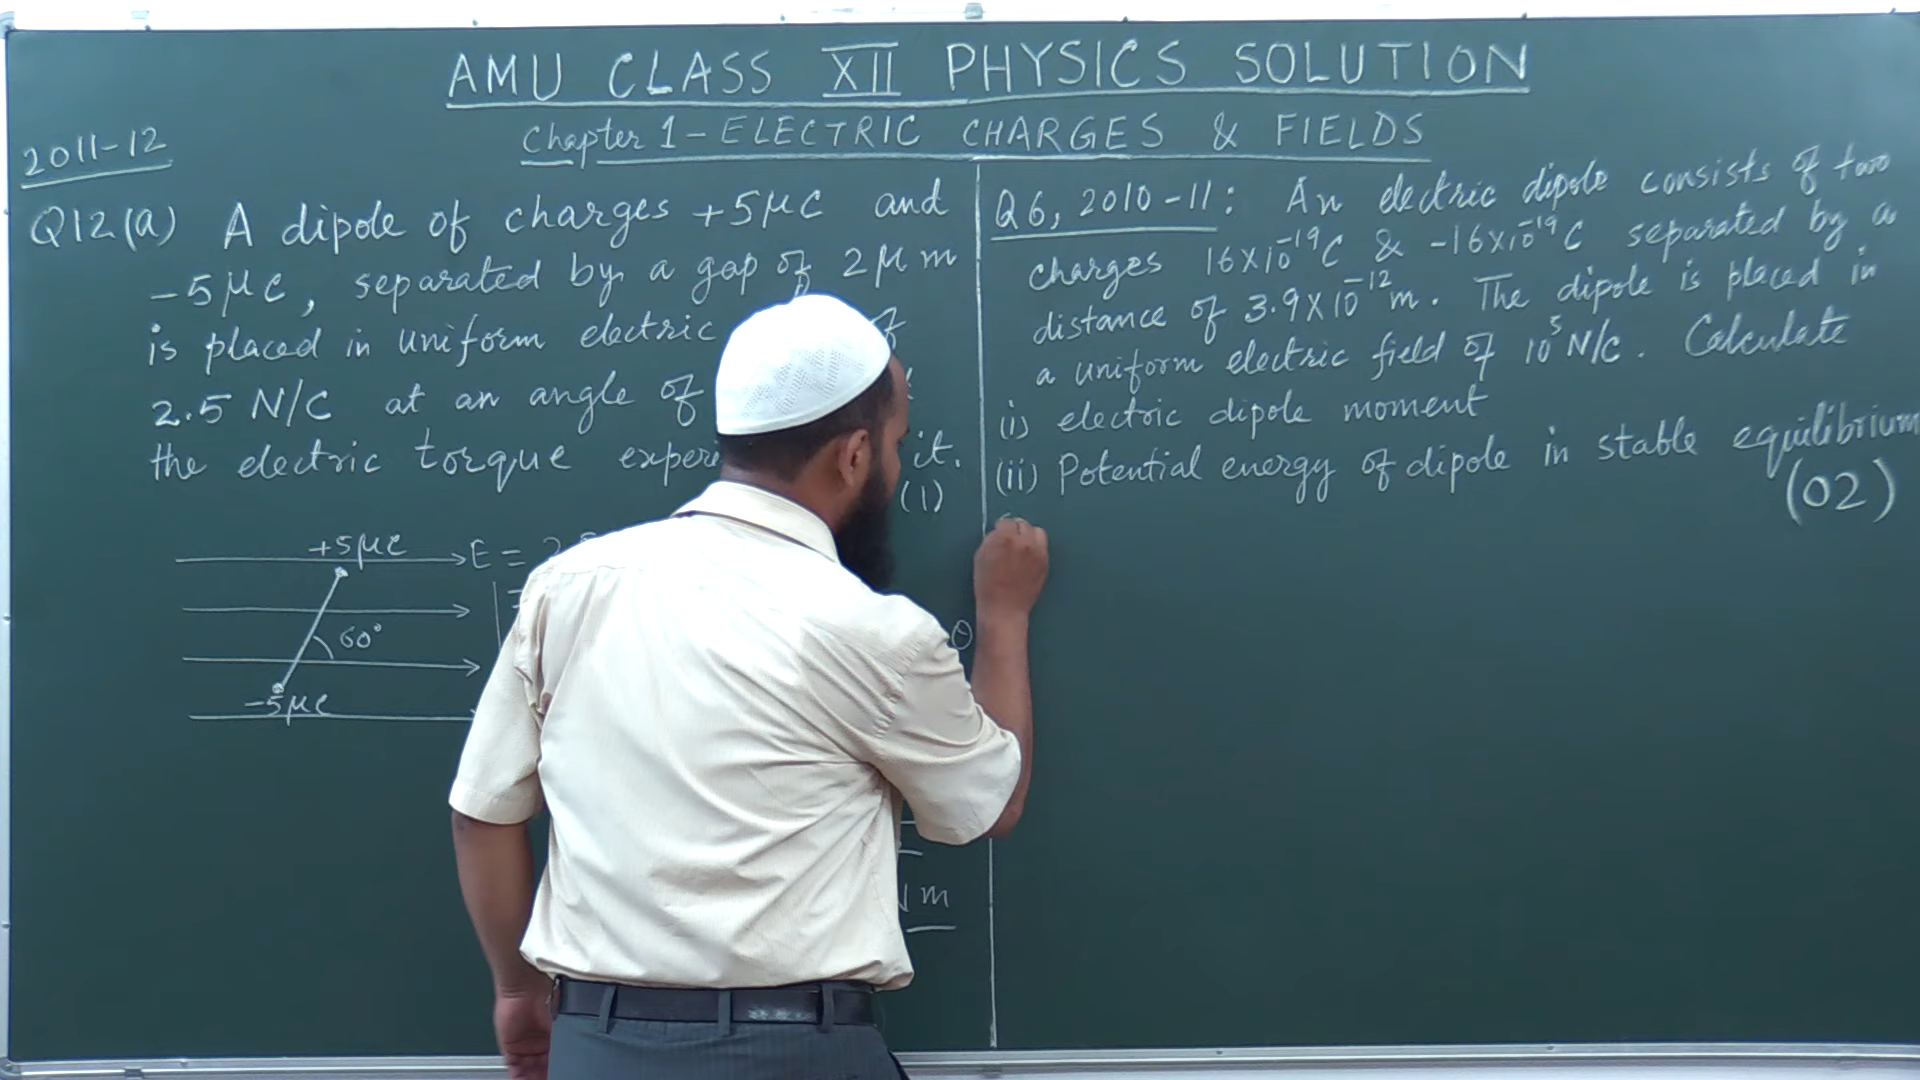 AMU CLASS XII PHYSICS SOLUTION
Chapter 1 - ELECTRIC CHARGES & FIELDS
2011-12
Q12(a) A dipole of charges +5μC and
-5μC, separated by a gap of 2μm
is placed in uniform electric of
2.5 N/C at an angle of
the electric torque it.
(1)
+5μC
E =
60°
-5μC
θ
Nm
Q6, 2010-11: An electric dipole consists of two
charges 16×10⁻¹⁹C & -16×10⁻¹⁹C separated by a
distance of 3.9×10⁻¹²m. The dipole is placed in
a uniform electric field of 10⁵N/C. Calculate
(i) electric dipole moment
(ii) Potential energy of dipole in stable equilibrium
(02)